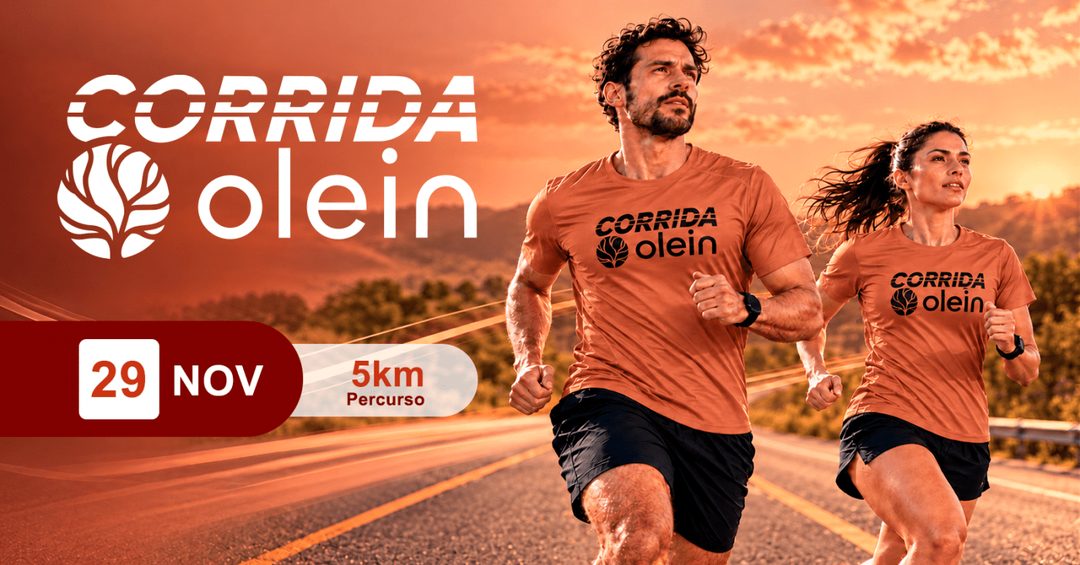 CORRIDA
olein
29 NOV
5km
Percurso
CORRIDA
olein
CORRIDA
olein